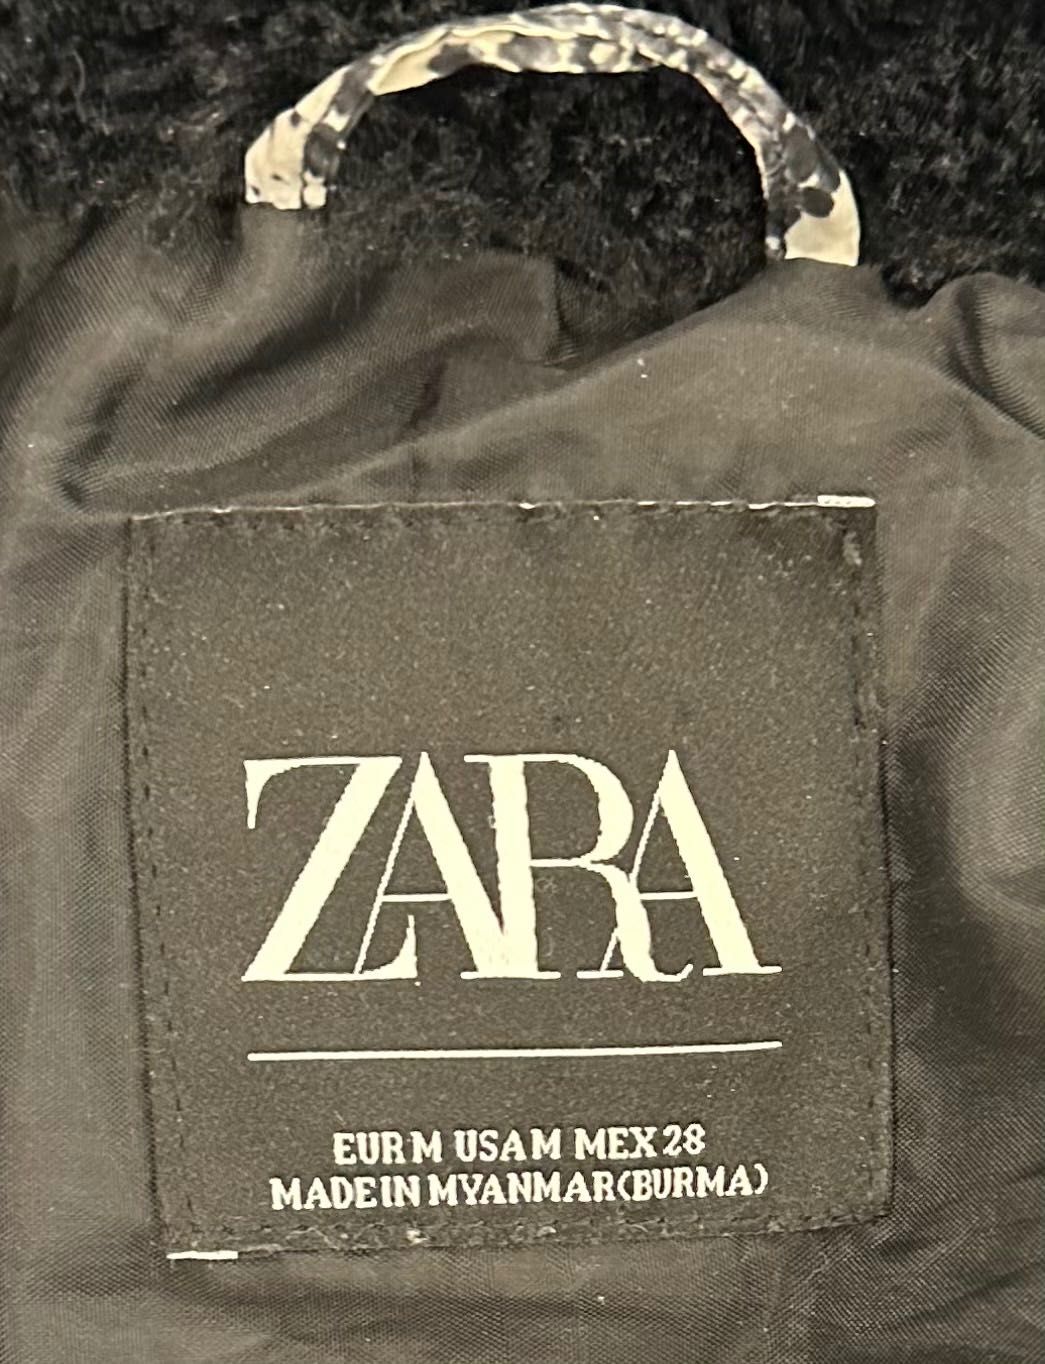 ZARA
EUR M USA M MEX 28
MADE IN MYANMAR(BURMA)